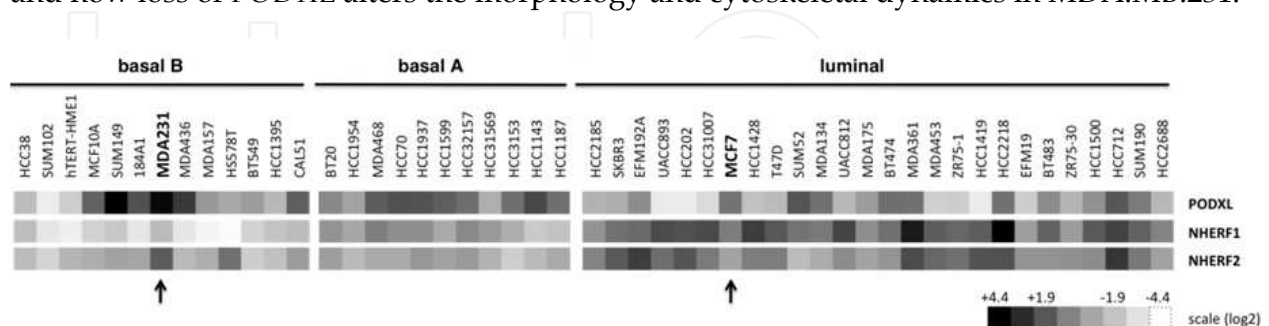 and how loss of PODXL alters the morphology and cytoskeletal dynamics in MDA.MB.231.
basal B basal A luminal
HCC38
SUM102
hTERT-HME1
MCF10A
SUM149
184A1
MDA231
MDA436
MDA157
HS578T
BT549
HCC1395
CAL51
BT20
HCC1954
MDA468
HCC70
HCC1937
HCC1599
HCC32157
HCC31569
HCC3153
HCC1143
HCC1187
HCC2185
SKBR3
EFM192A
UACC893
HCC202
HCC31007
MCF7
HCC1428
T47D
SUM52
MDA134
UACC812
MDA175
BT474
MDA361
MDA453
ZR75-1
HCC1419
HCC2218
EFM19
BT483
ZR75-30
HCC1500
HCC712
SUM190
HCC2688
PODXL
NHERF1
NHERF2
+4.4 +1.9 -1.9 -4.4
scale (log2)